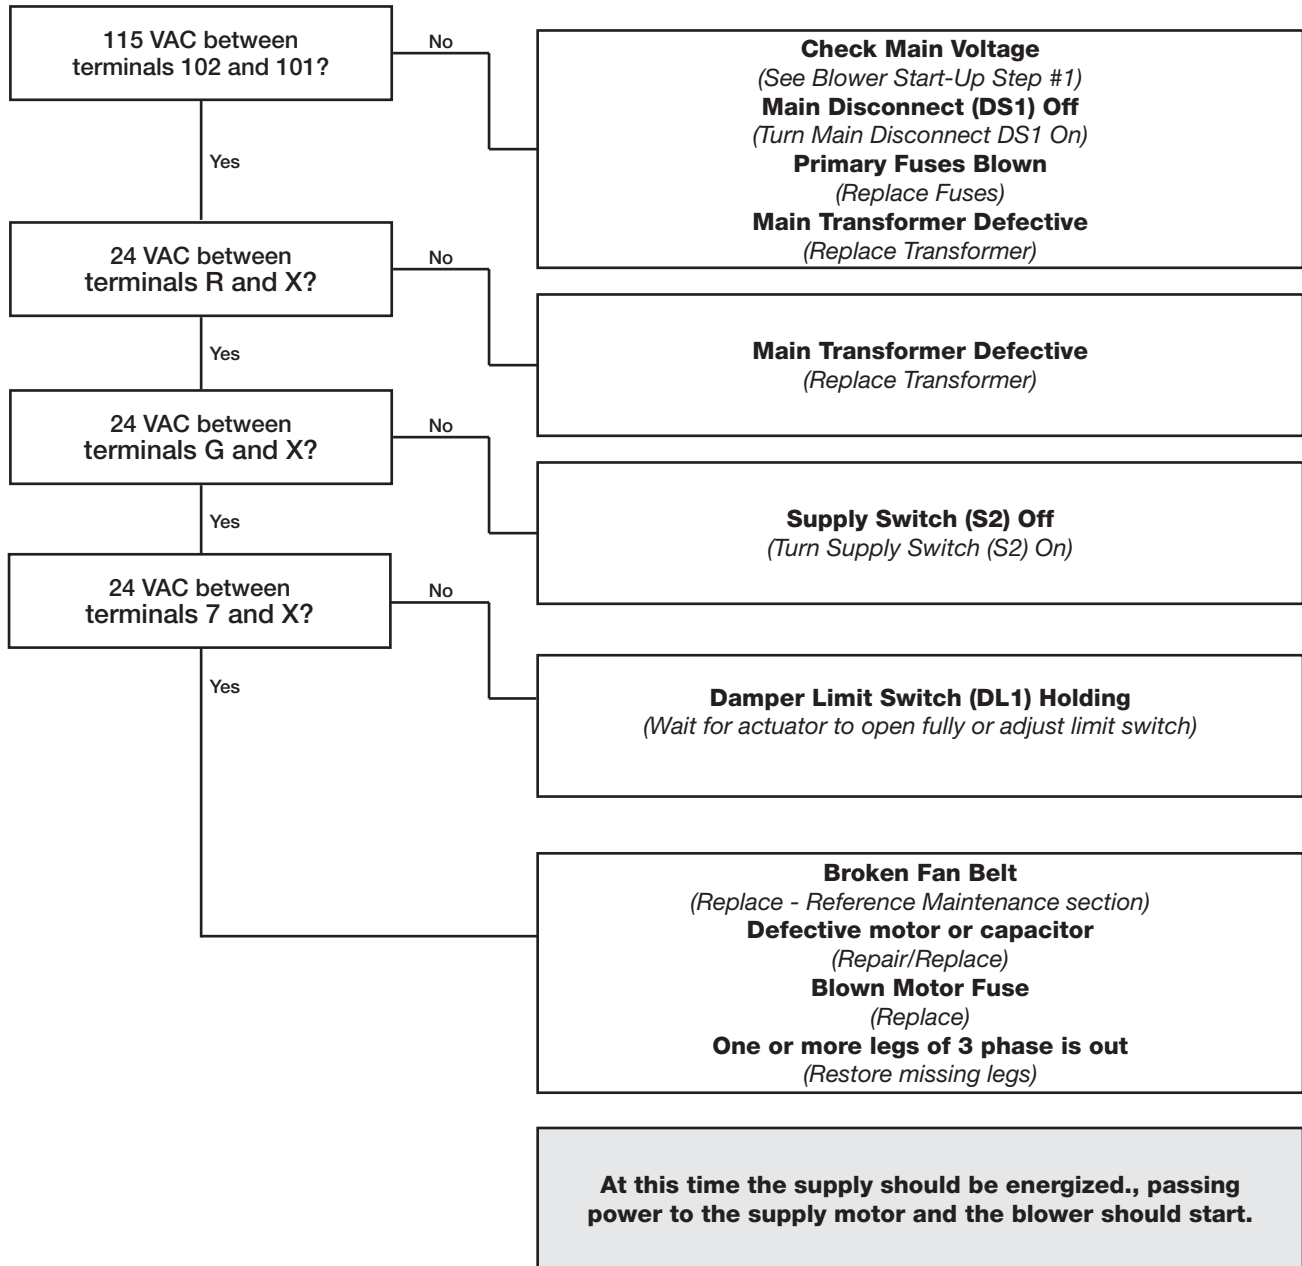 115 VAC between
terminals 102 and 101?
No
Check Main Voltage
(See Blower Start-Up Step #1)
Main Disconnect (DS1) Off
(Turn Main Disconnect DS1 On)
Primary Fuses Blown
(Replace Fuses)
Main Transformer Defective
(Replace Transformer)
Yes
24 VAC between
terminals R and X?
No
Main Transformer Defective
(Replace Transformer)
Yes
24 VAC between
terminals G and X?
No
Supply Switch (S2) Off
(Turn Supply Switch (S2) On)
Yes
24 VAC between
terminals 7 and X?
No
Damper Limit Switch (DL1) Holding
(Wait for actuator to open fully or adjust limit switch)
Yes
Broken Fan Belt
(Replace - Reference Maintenance section)
Defective motor or capacitor
(Repair/Replace)
Blown Motor Fuse
(Replace)
One or more legs of 3 phase is out
(Restore missing legs)
At this time the supply should be energized., passing
power to the supply motor and the blower should start.